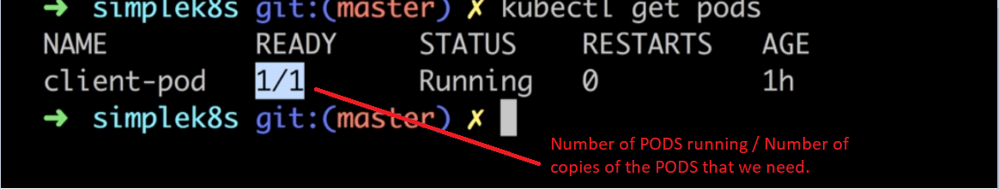 ➜ simplek8s git:(master) ✗ kubectl get pods
NAME READY STATUS RESTARTS AGE
client-pod 1/1 Running 0 1h
➜ simplek8s git:(master) ✗
Number of PODS running / Number of
copies of the PODS that we need.